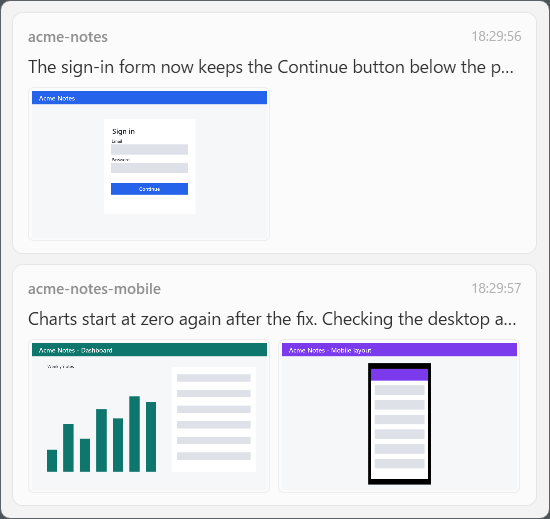 acme-notes
18:29:56
The sign-in form now keeps the Continue button below the p...
Acme Notes
Sign in
Email
Password
Continue
acme-notes-mobile
18:29:57
Charts start at zero again after the fix. Checking the desktop a...
Acme Notes - Dashboard
Weekly notes
Acme Notes - Mobile layout